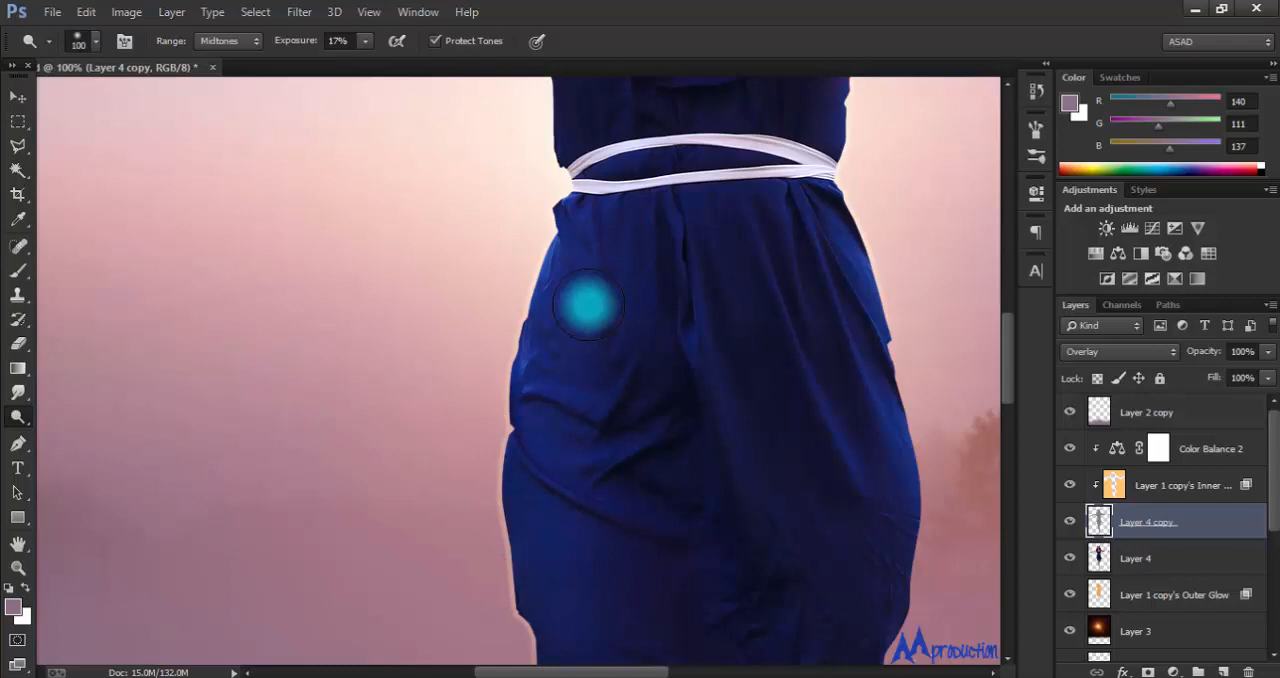 Ps File Edit Image Layer Type Select Filter 3D View Window Help
100 Range: Midtones Exposure: 17% Protect Tones ASAD
@ 100% (Layer 4 copy, RGB/8) *
Color Swatches
R 140
G 111
B 137
Adjustments Styles
Add an adjustment
Layers Channels Paths
Kind
Overlay Opacity: 100%
Lock: Fill: 100%
Layer 2 copy
Color Balance 2
Layer 1 copy's Inner ...
Layer 4 copy
Layer 4
Layer 1 copy's Outer Glow
Layer 3
production
Doc: 15.0M/132.0M